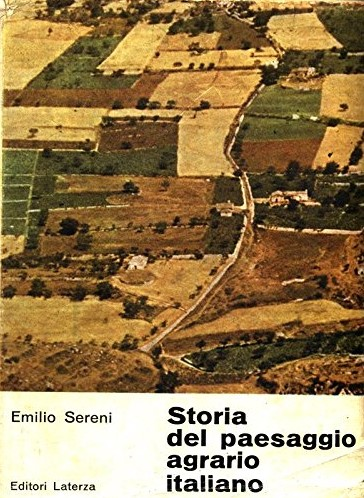 Emilio Sereni
Storia
del paesaggio
agrario
italiano
Editori Laterza